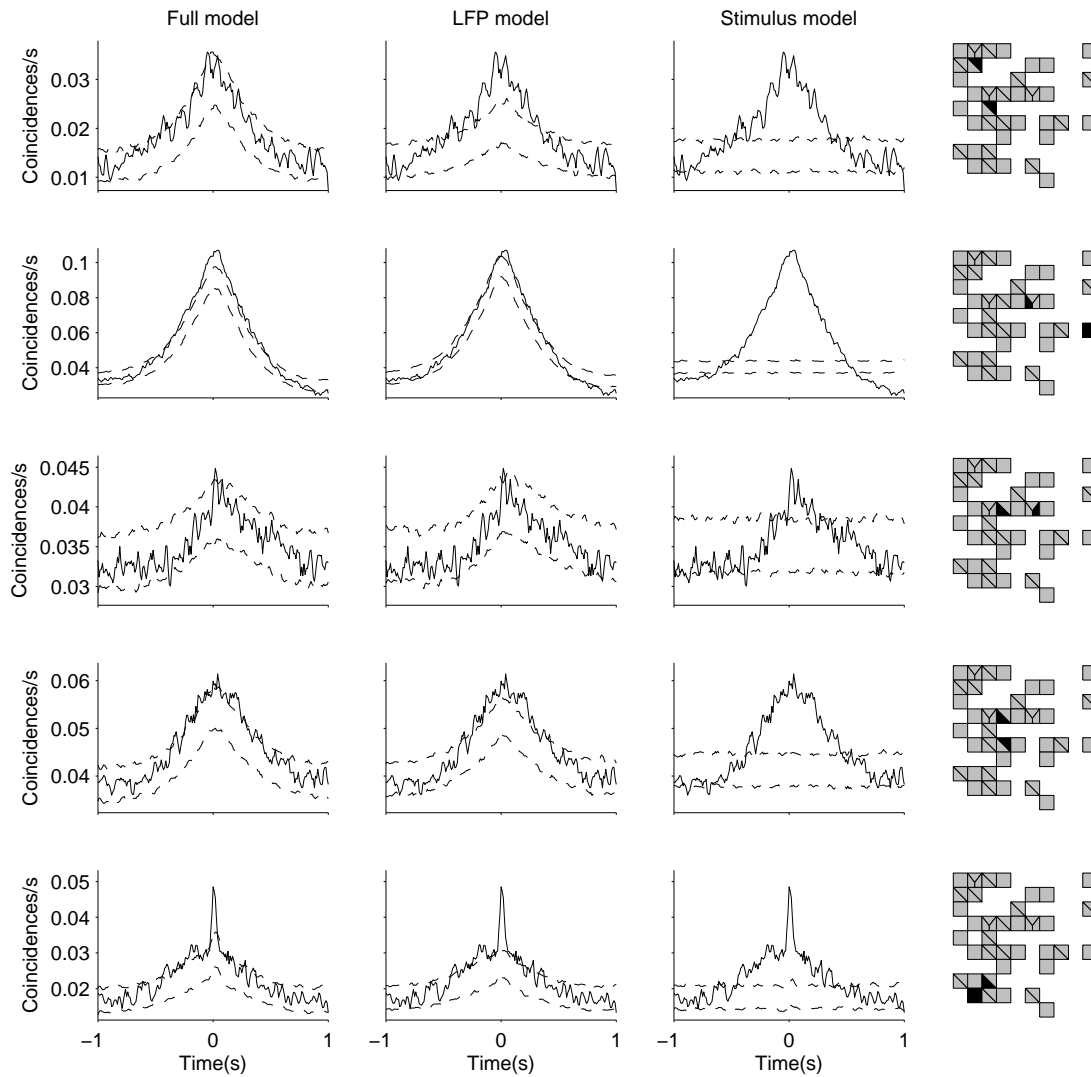 Full model
LFP model
Stimulus model
Coincidences/s
0.03
0.02
0.01
Coincidences/s
0.1
0.08
0.06
0.04
Coincidences/s
0.045
0.04
0.035
0.03
Coincidences/s
0.06
0.05
0.04
Coincidences/s
0.05
0.04
0.03
0.02
−1 0 1
−1 0 1
−1 0 1
Time(s)
Time(s)
Time(s)